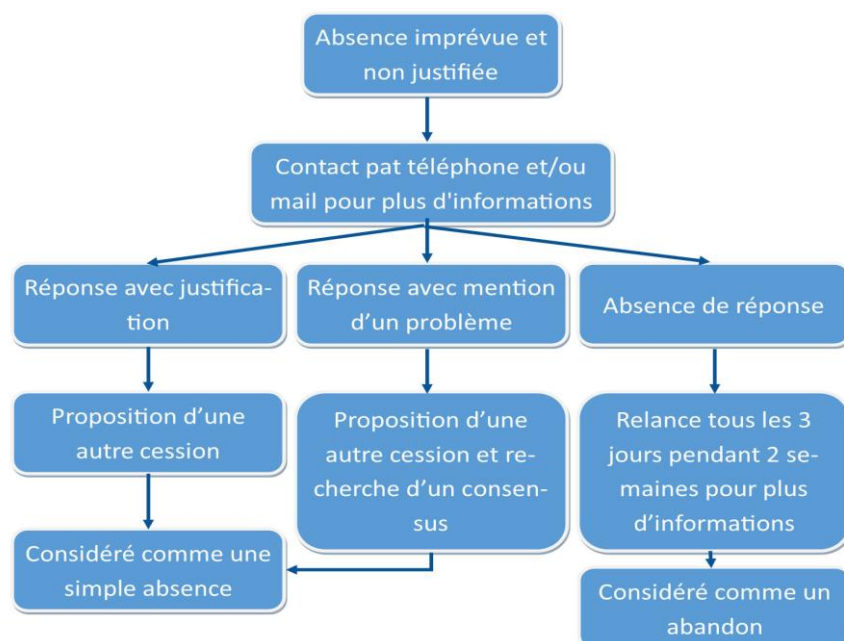 Absence imprévue et
non justifiée
Contact pat téléphone et/ou
mail pour plus d'informations
Réponse avec justifica-
tion
Réponse avec mention
d’un problème
Absence de réponse
Proposition d’une
autre cession
Proposition d’une
autre cession et re-
cherche d’un consen-
sus
Relance tous les 3
jours pendant 2 se-
maines pour plus
d’informations
Considéré comme une
simple absence
Considéré comme un
abandon